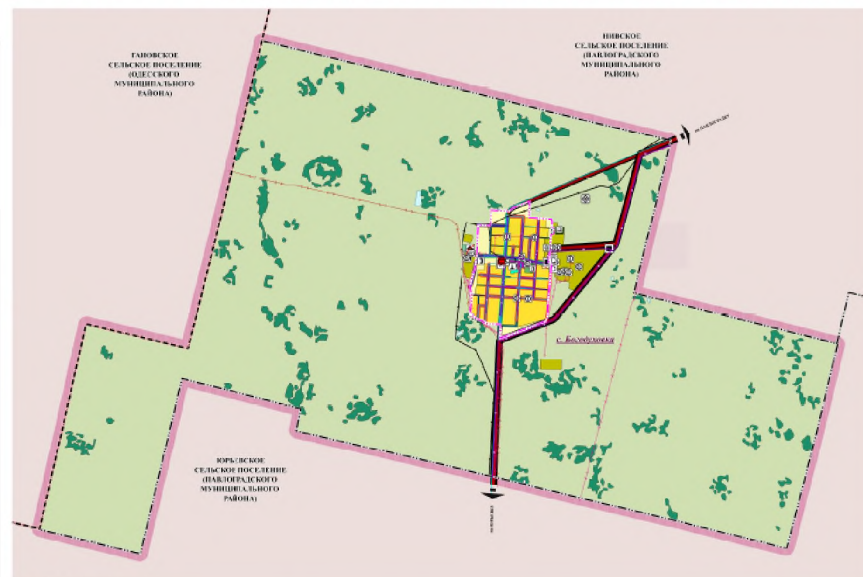 ГАНОВСКОЕ
СЕЛЬСКОЕ ПОСЕЛЕНИЕ
(ОДЕССКОГО
МУНИЦИПАЛЬНОГО
РАЙОНА)
НИВСКОЕ
СЕЛЬСКОЕ ПОСЕЛЕНИЕ
(ПАВЛОГРАДСКОГО
МУНИЦИПАЛЬНОГО
РАЙОНА)
с. Богодуховка
ЮРЬЕВСКОЕ
СЕЛЬСКОЕ ПОСЕЛЕНИЕ
(ПАВЛОГРАДСКОГО
МУНИЦИПАЛЬНОГО
РАЙОНА)